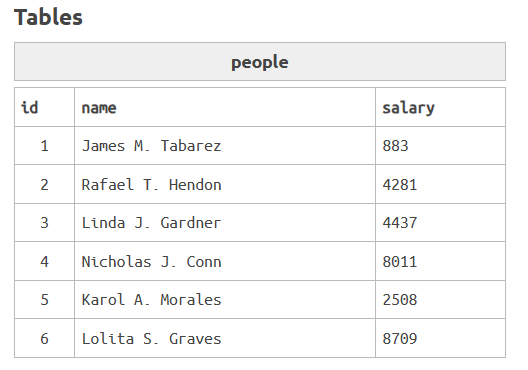 Tables
people
id name salary
1 James M. Tabarez 883
2 Rafael T. Hendon 4281
3 Linda J. Gardner 4437
4 Nicholas J. Conn 8011
5 Karol A. Morales 2508
6 Lolita S. Graves 8709